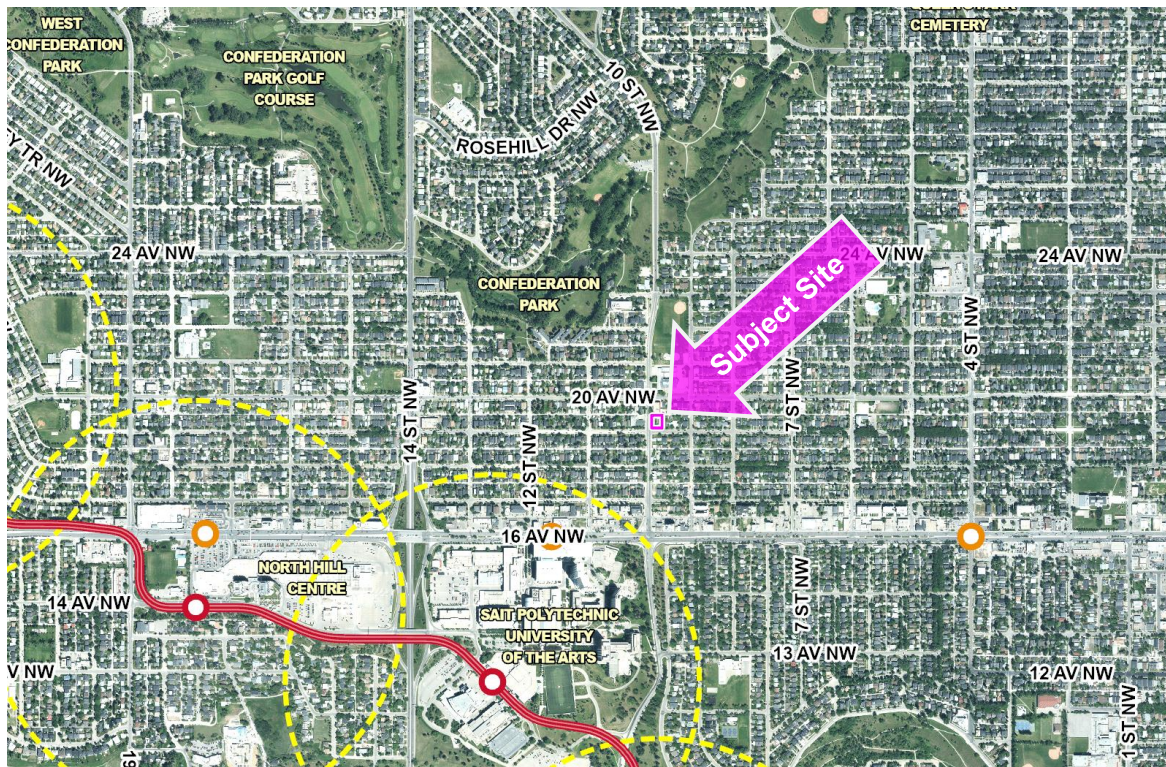 WEST
CONFEDERATION
PARK
CEMETERY
CONFEDERATION
PARK GOLF
COURSE
10 ST NW
ROSEHILL DR NW
TR NW
24 AV NW
24 AV NW
24 AV NW
CONFEDERATION
PARK
Subject Site
4 ST NW
20 AV NW
7 ST NW
14 ST NW
12 ST NW
16 AV NW
NORTH HILL
CENTRE
14 AV NW
SAIT POLYTECHNIC
UNIVERSITY
OF THE ARTS
7 ST NW
13 AV NW
V NW
12 AV NW
1 ST NW
19